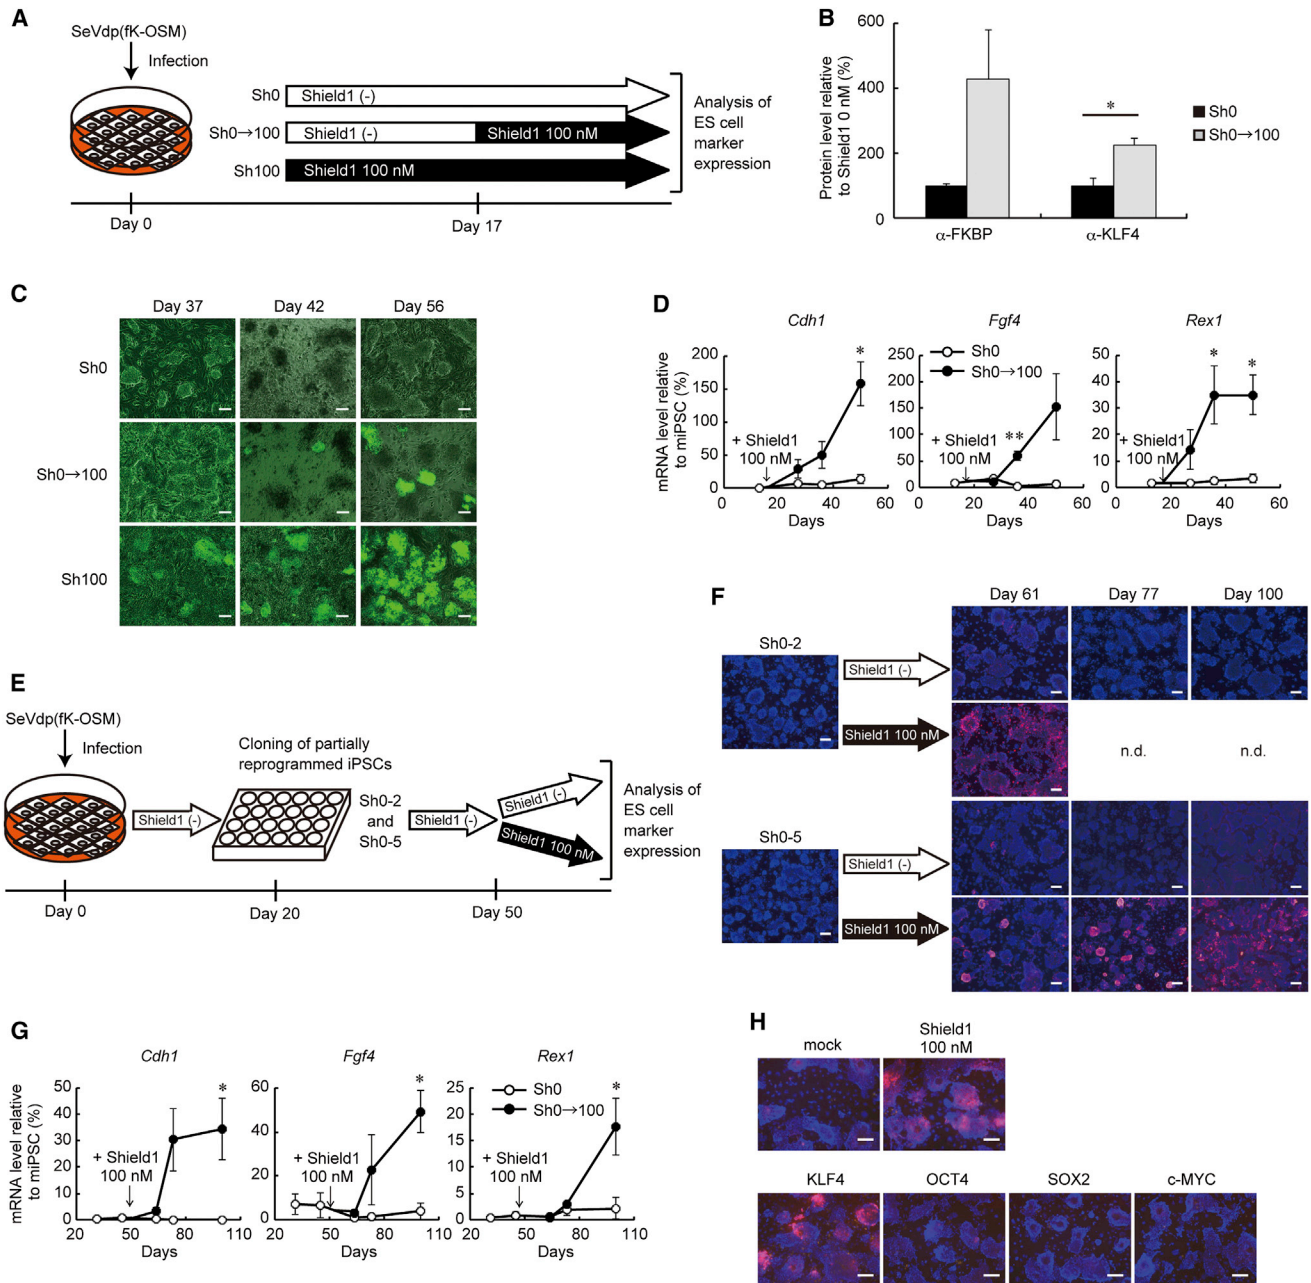 A
SeVdp(fK-OSM)
Infection
Sh0
Shield1 (-)
Sh0→100
Shield1 (-)
Shield1 100 nM
Sh100
Shield1 100 nM
Analysis of
ES cell
marker
expression
Day 0
Day 17
B
Protein level relative
to Shield1 0 nM (%)
600
400
200
0
*
α-FKBP
α-KLF4
Sh0
Sh0→100
C
Day 37
Day 42
Day 56
Sh0
Sh0→100
Sh100
D
mRNA level relative
to miPSC (%)
Cdh1
200
150
100
50
0
+ Shield1
100 nM
*
0
20
40
60
Days
Fgf4
250
200
150
100
50
0
Sh0
Sh0→100
+ Shield1
100 nM
**
0
20
40
60
Days
Rex1
50
40
30
20
10
0
+ Shield1
100 nM
*
*
0
20
40
60
Days
E
SeVdp(fK-OSM)
Infection
Shield1 (-)
Cloning of partially
reprogrammed iPSCs
Sh0-2
and
Sh0-5
Shield1 (-)
Shield1 (-)
Shield1 100 nM
Analysis of
ES cell
marker
expression
Day 0
Day 20
Day 50
F
Day 61
Day 77
Day 100
Sh0-2
Shield1 (-)
Shield1 100 nM
n.d.
n.d.
Sh0-5
Shield1 (-)
Shield1 100 nM
G
mRNA level relative
to miPSC (%)
Cdh1
50
40
30
20
10
0
+ Shield1
100 nM
*
20
50
80
110
Days
Fgf4
60
40
20
0
+ Shield1
100 nM
*
20
50
80
110
Days
Rex1
25
20
15
10
5
0
Sh0
Sh0→100
+ Shield1
100 nM
*
20
50
80
110
Days
H
mock
Shield1
100 nM
KLF4
OCT4
SOX2
c-MYC